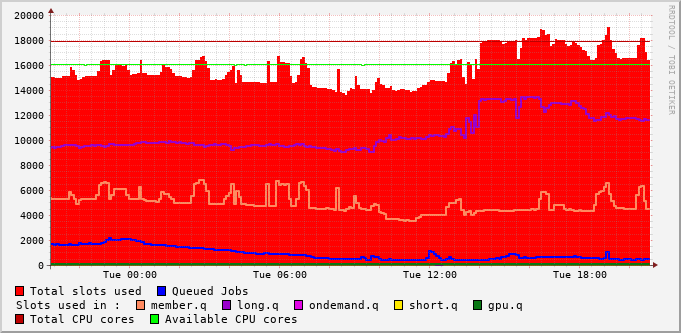 20000
18000
16000
14000
12000
10000
8000
6000
4000
2000
0
Tue 00:00 Tue 06:00 Tue 12:00 Tue 18:00
RRDTOOL / TOBI OETIKER
Total slots used Queued Jobs
Slots used in : member.q long.q ondemand.q short.q gpu.q
Total CPU cores Available CPU cores